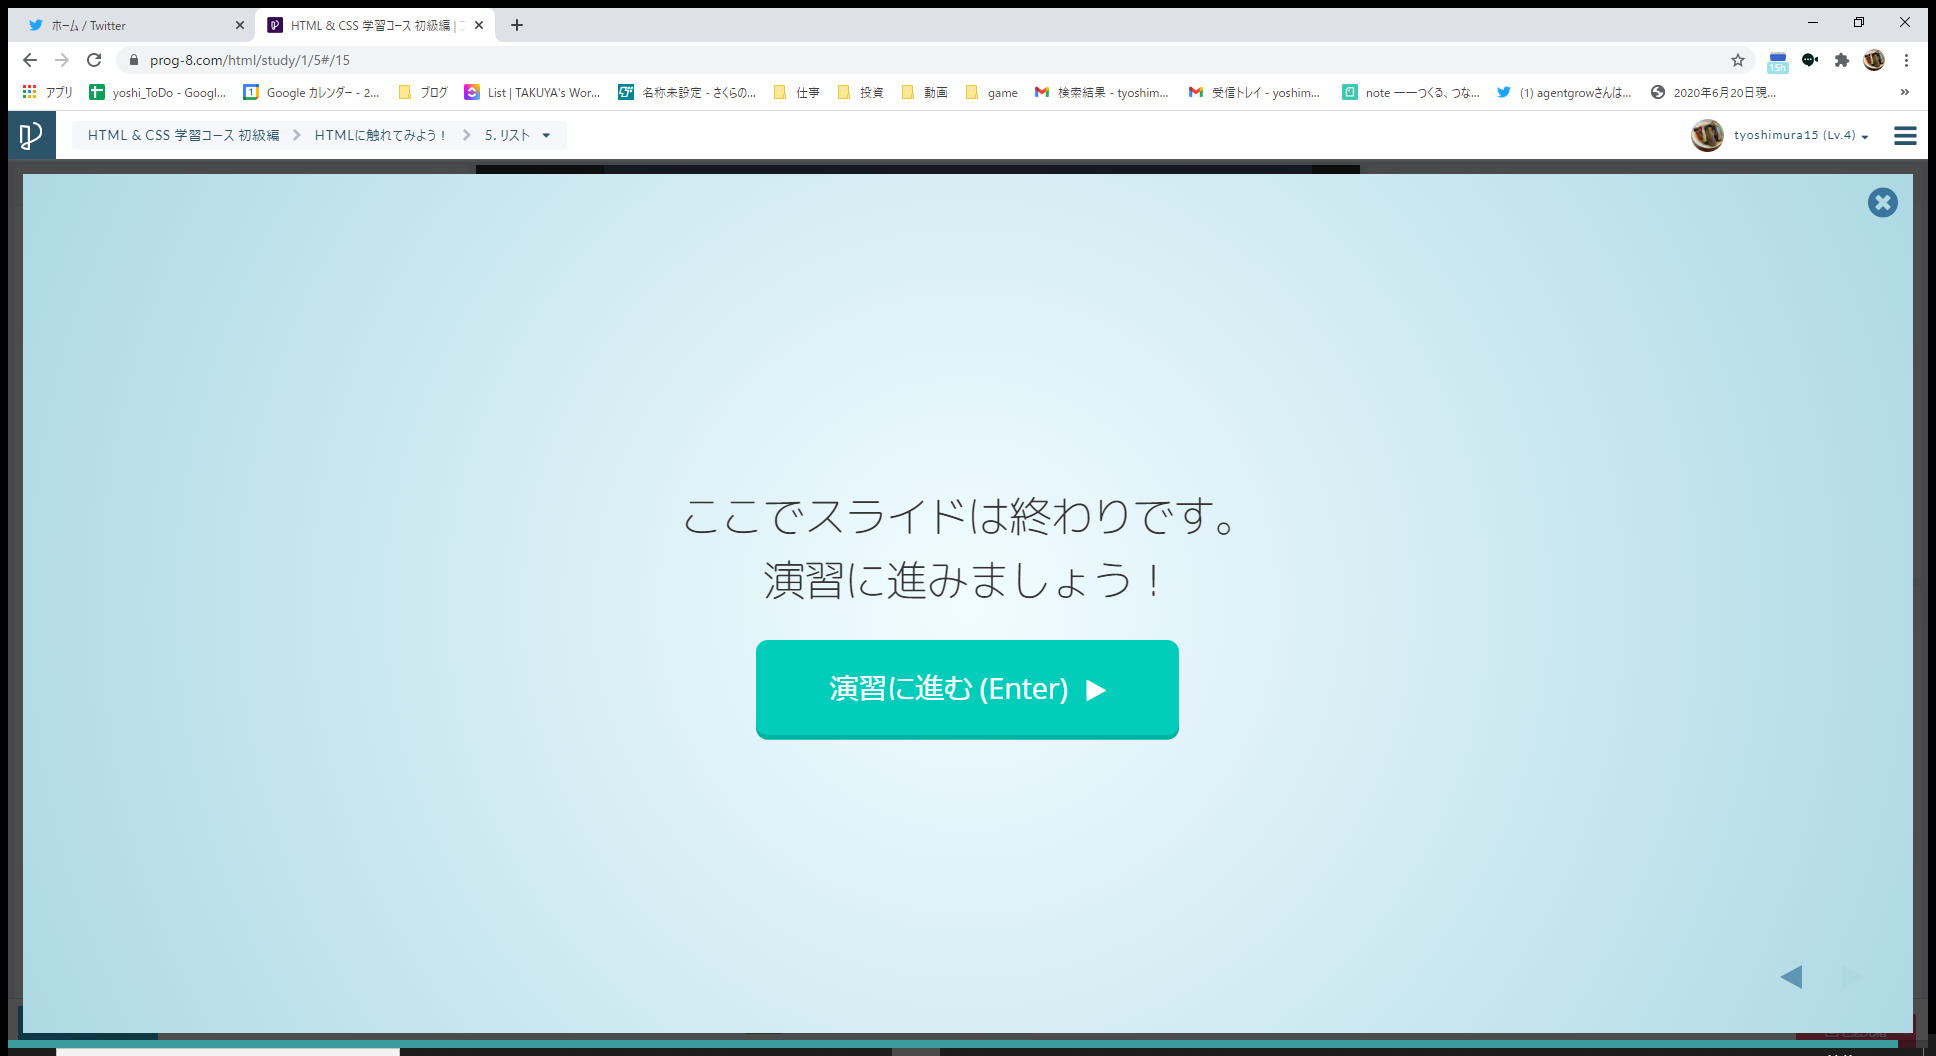 ホーム / Twitter
HTML & CSS 学習コース 初級編 |
prog-8.com/html/study/1/5#/15
15h
アプリ
yoshi_ToDo - Googl...
1
Google カレンダー - 2...
ブログ
List | TAKUYA's Wor...
名称未設定 - さくらの...
仕事
投資
動画
game
検索結果 - tyoshim...
受信トレイ - yoshim...
note ――つくる、つな...
(1) agentgrowさんは...
2020年6月20日現...
HTML & CSS 学習コース 初級編
HTMLに触れてみよう！
5. リスト
tyoshimura15 (Lv.4)
ここでスライドは終わりです。
演習に進みましょう！
演習に進む (Enter) ▶